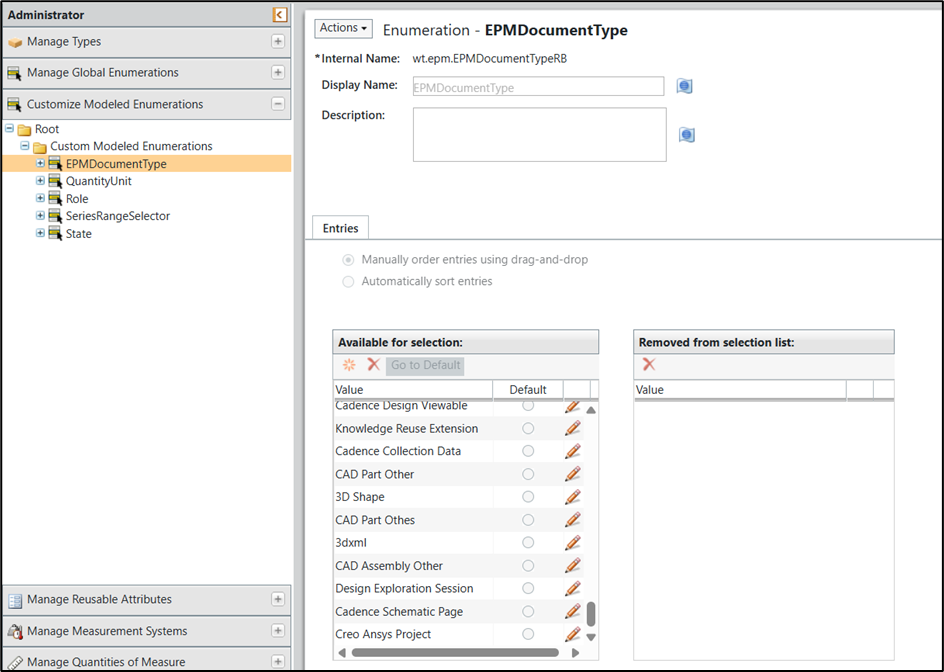 Administrator
Manage Types
Manage Global Enumerations
Customize Modeled Enumerations
Root
Custom Modeled Enumerations
EPMDocumentType
QuantityUnit
Role
SeriesRangeSelector
State
Manage Reusable Attributes
Manage Measurement Systems
Manage Quantities of Measure
Actions
Enumeration - EPMDocumentType
*Internal Name: wt.epm.EPMDocumentTypeRB
Display Name: EPMDocumentType
Description:
Entries
Manually order entries using drag-and-drop
Automatically sort entries
Available for selection:
Go to Default
Value Default
Cadence Design Viewable
Knowledge Reuse Extension
Cadence Collection Data
CAD Part Other
3D Shape
CAD Part Othes
3dxml
CAD Assembly Other
Design Exploration Session
Cadence Schematic Page
Creo Ansys Project
Removed from selection list:
Value